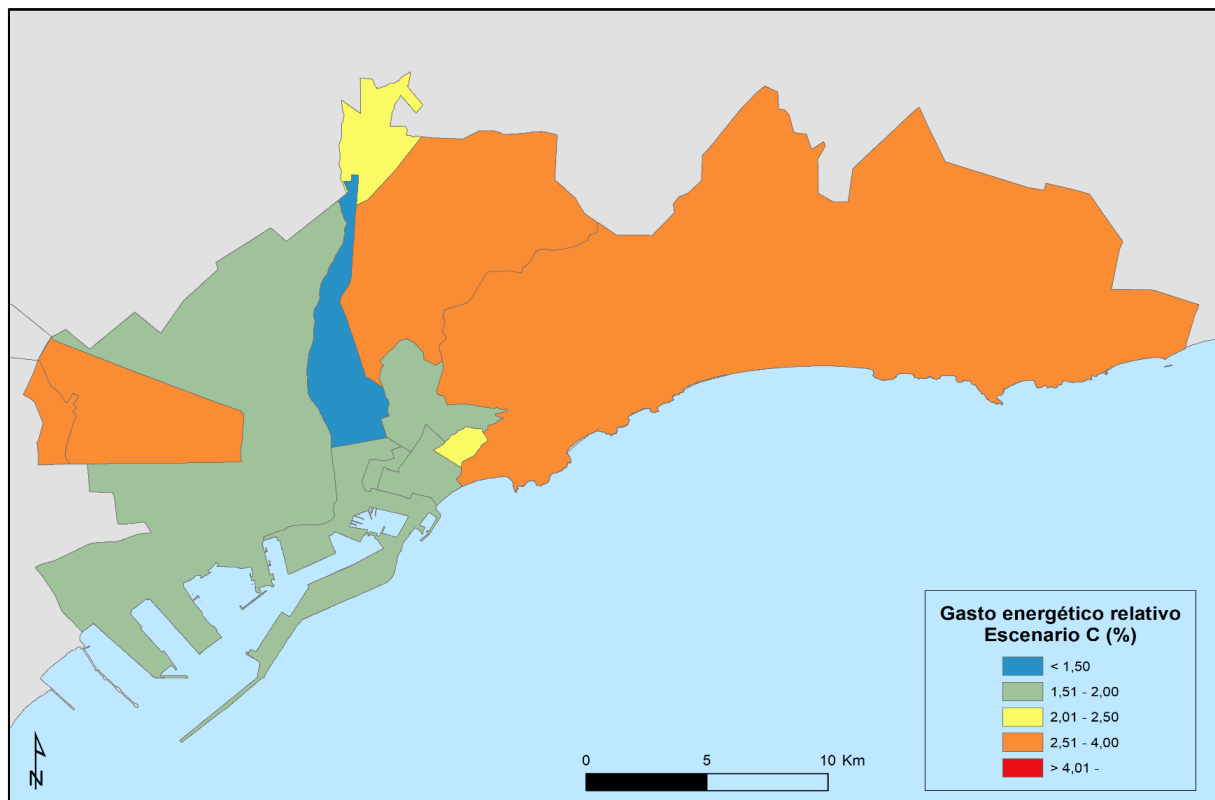 Gasto energético relativo
Escenario C (%)
< 1,50
1,51 - 2,00
2,01 - 2,50
2,51 - 4,00
> 4,01 -
0 5 10 Km
N